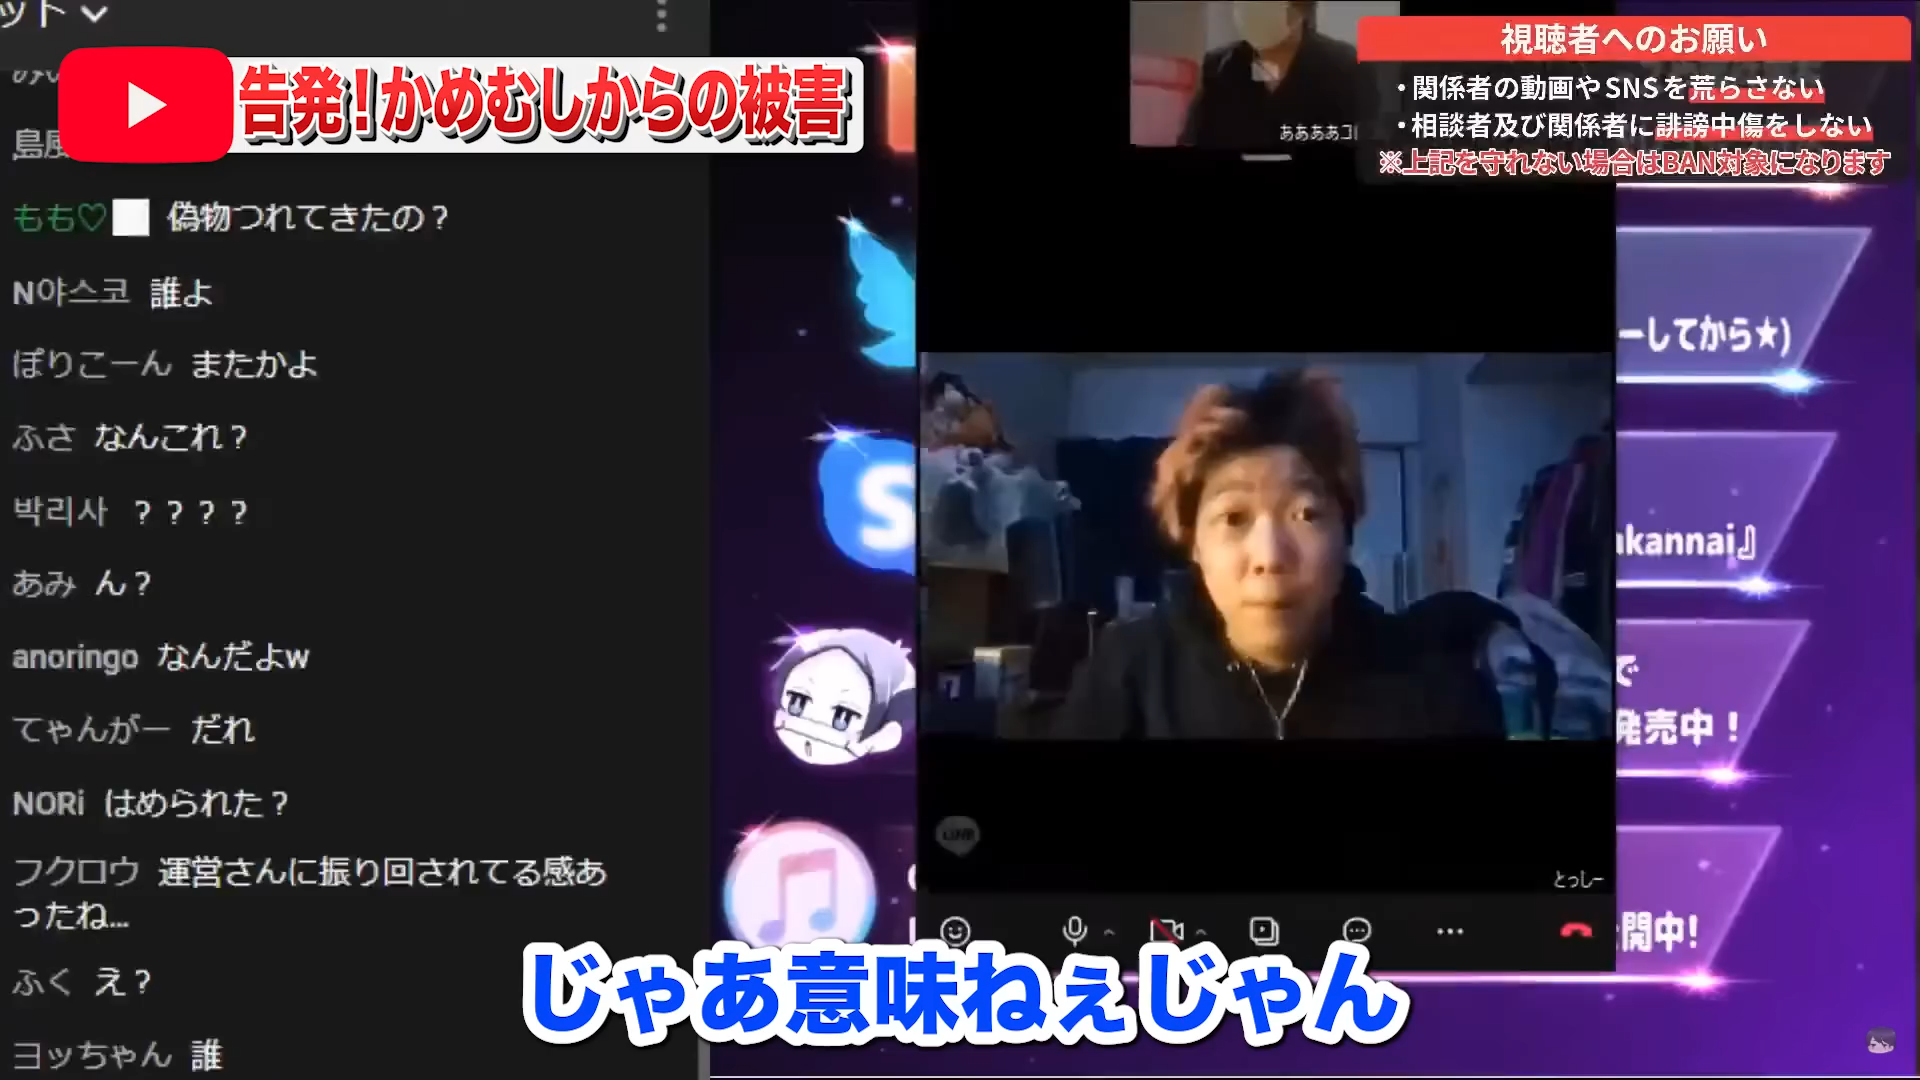 ット
告発!かめむしからの被害
もも♡ 偽物つれてきたの？
N야스코 誰よ
ぽりこーん またかよ
ふさ なんこれ？
박리사 ？？？？
あみ ん？
anoringo なんだよw
てゃんがー だれ
NORi はめられた？
フクロウ 運営さんに振り回されてる感あ
ったね...
ふく え？
ヨッちゃん 誰
視聴者へのお願い
・関係者の動画やSNSを荒らさない
・相談者及び関係者に誹謗中傷をしない
※上記を守れない場合はBAN対象になります
ああああコ
ーしてから★)
akannai』
で
発売中！
開中!
LINE
とっしー
じゃあ意味ねぇじゃん